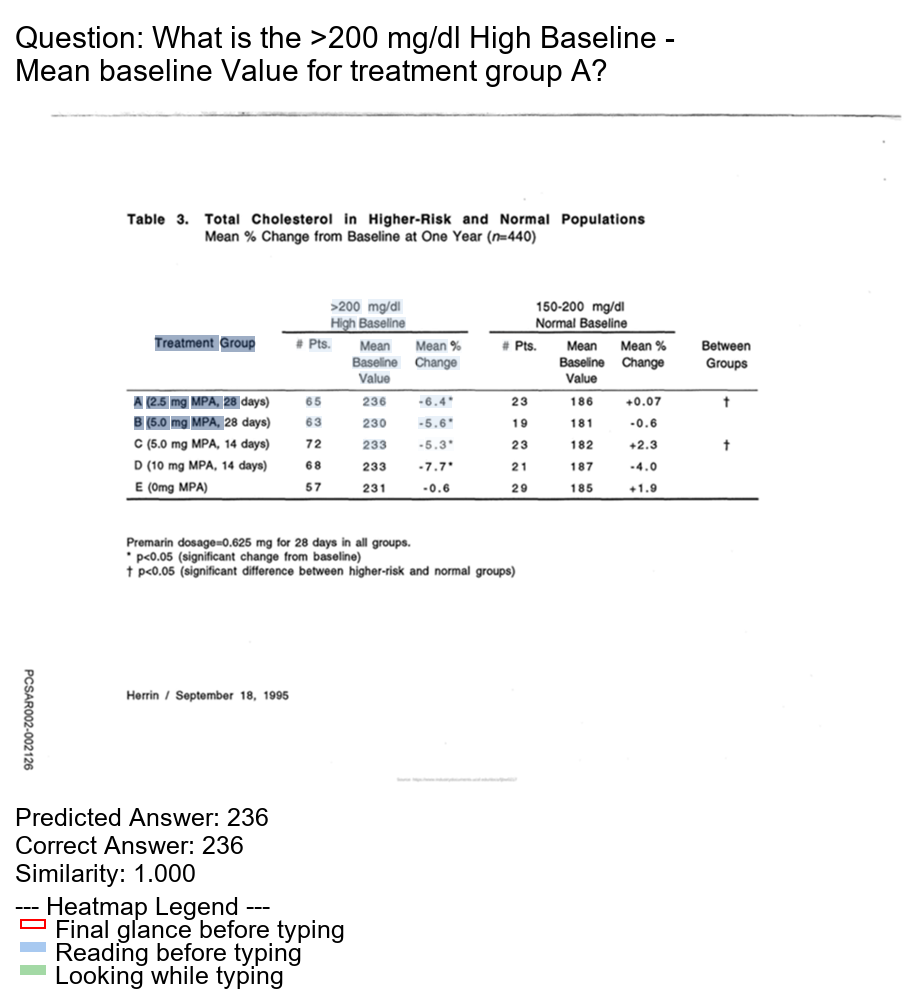 Question: What is the >200 mg/dl High Baseline -
Mean baseline Value for treatment group A?
Table 3. Total Cholesterol in Higher-Risk and Normal Populations
Mean % Change from Baseline at One Year (n=440)
>200 mg/dl 150-200 mg/dl
High Baseline Normal Baseline
Treatment Group # Pts. Mean Baseline Value Mean % Change # Pts. Mean Baseline Value Mean % Change Between Groups
A (2.5 mg MPA, 28 days) 65 236 -6.4* 23 186 +0.07 †
B (5.0 mg MPA, 28 days) 63 230 -5.6* 19 181 -0.6
C (5.0 mg MPA, 14 days) 72 233 -5.3* 23 182 +2.3 †
D (10 mg MPA, 14 days) 68 233 -7.7* 21 187 -4.0
E (0mg MPA) 57 231 -0.6 29 185 +1.9
Premarin dosage=0.625 mg for 28 days in all groups.
* p<0.05 (significant change from baseline)
† p<0.05 (significant difference between higher-risk and normal groups)
Herrin / September 18, 1995
PCSAR002-002126
Predicted Answer: 236
Correct Answer: 236
Similarity: 1.000
--- Heatmap Legend ---
Final glance before typing
Reading before typing
Looking while typing